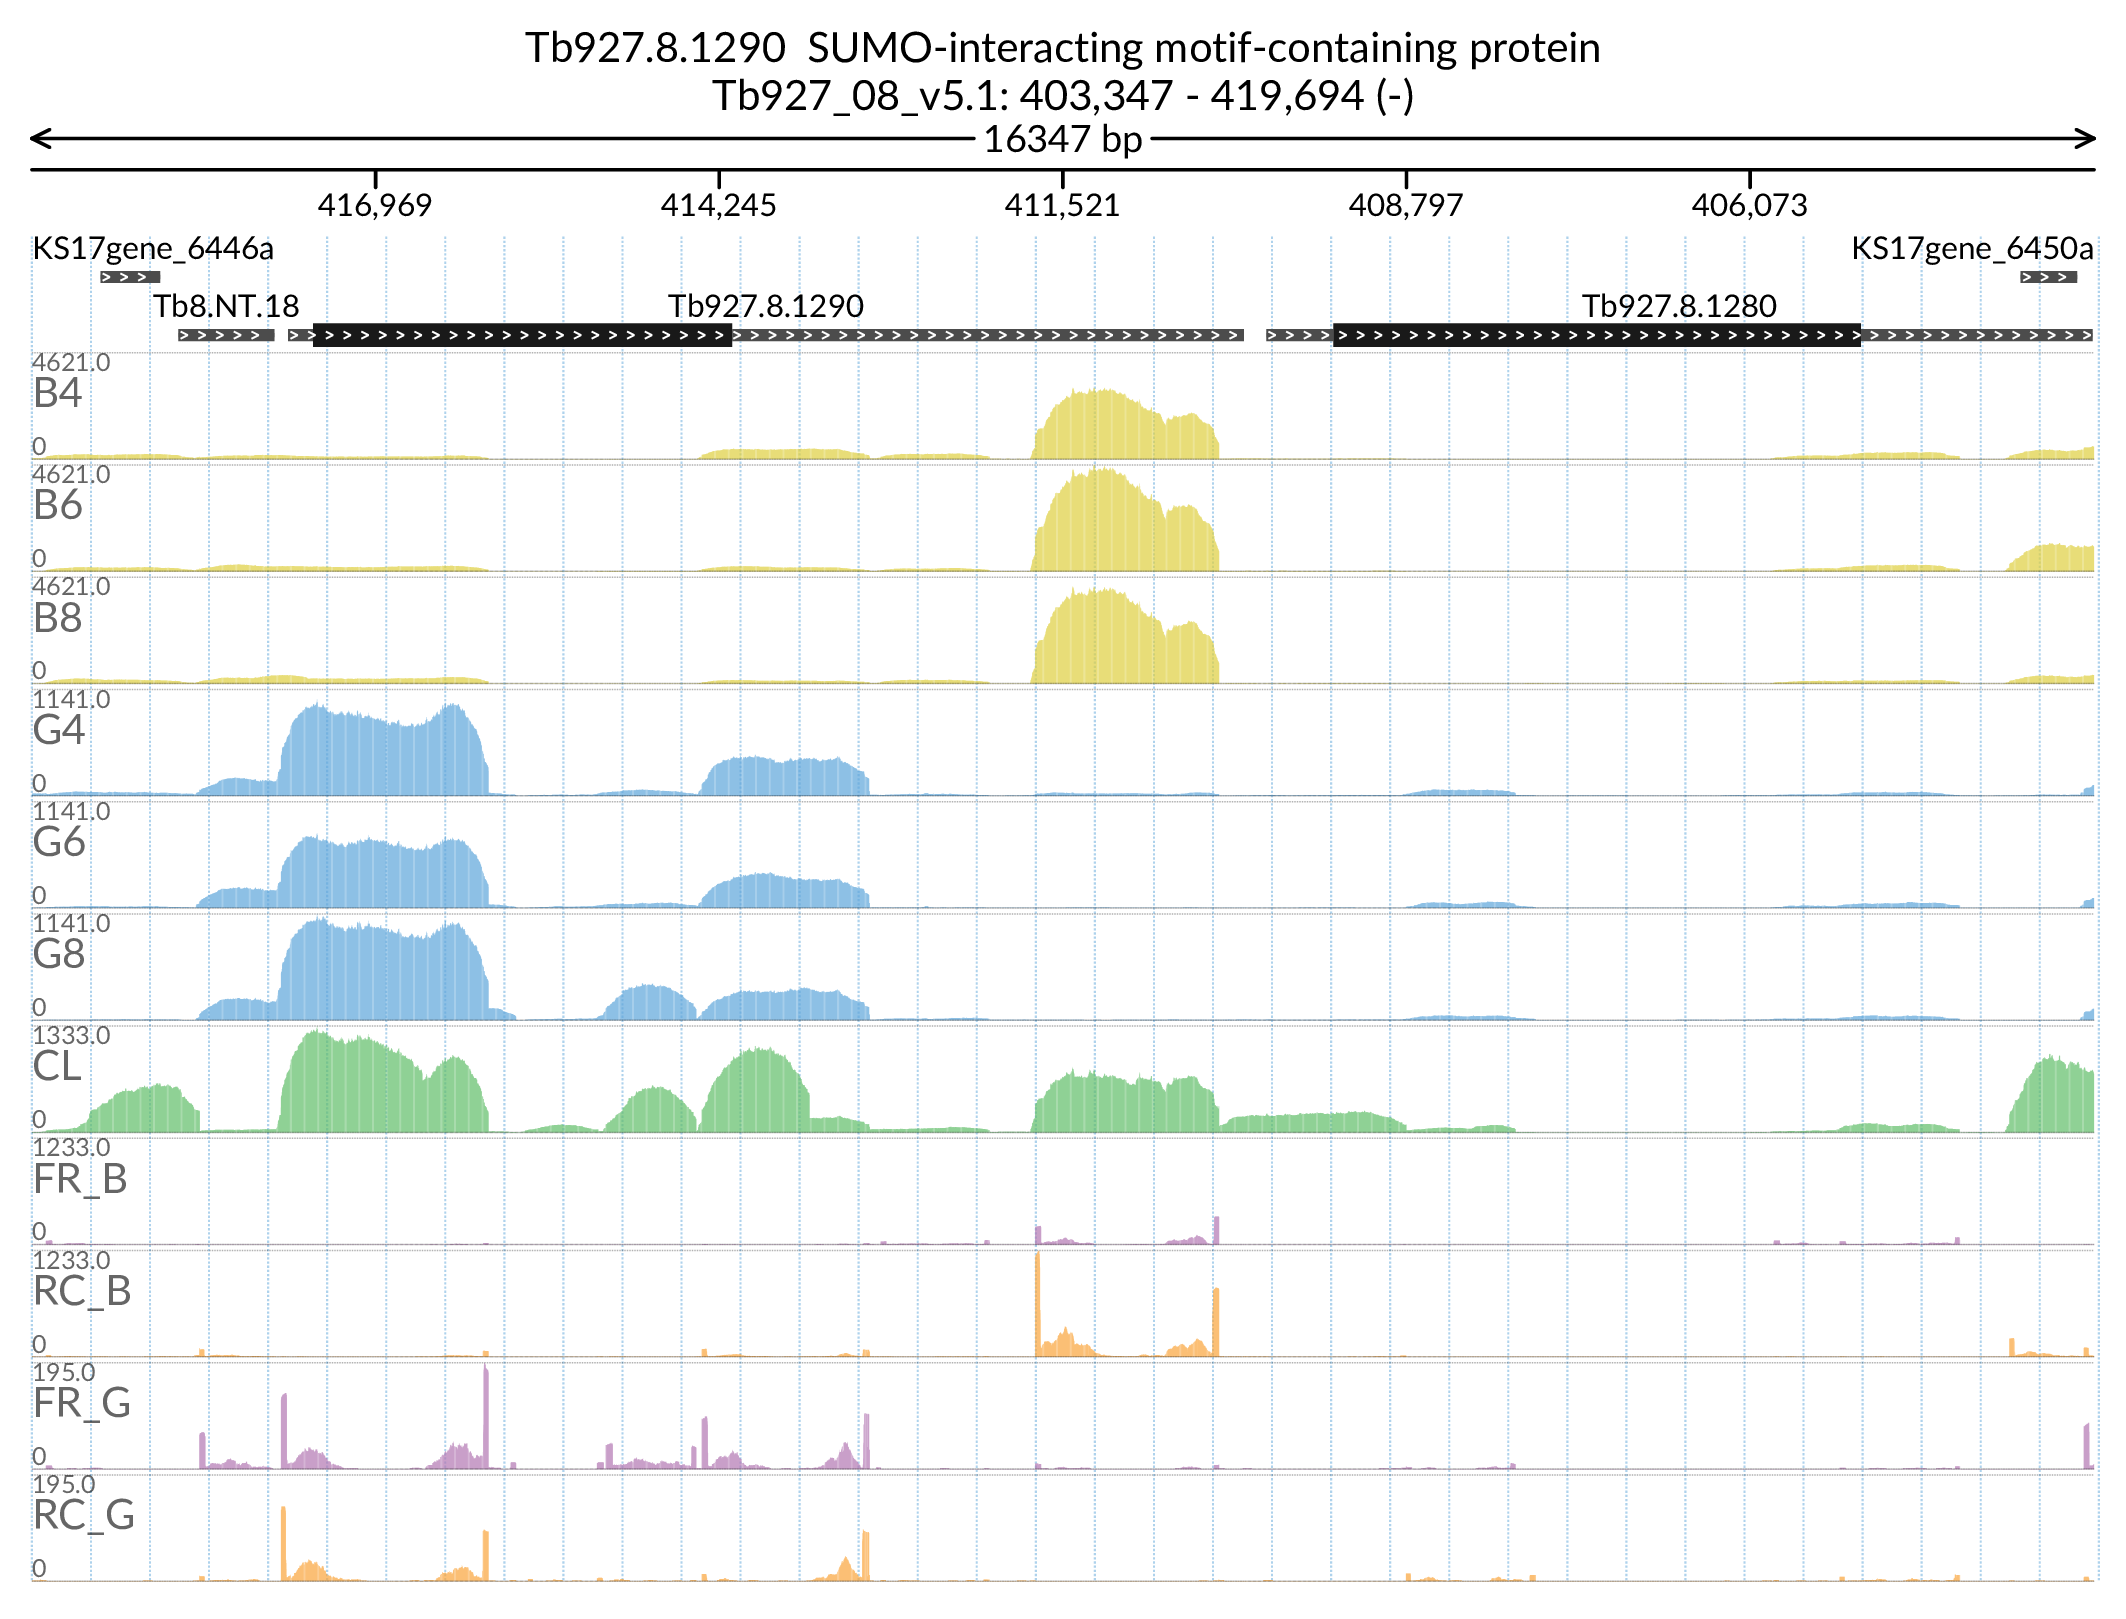 Tb927.8.1290  SUMO-interacting motif-containing protein
Tb927_08_v5.1: 403,347 - 419,694 (-)
16347 bp
416,969 414,245 411,521 408,797 406,073
KS17gene_6446a KS17gene_6450a
Tb8.NT.18 Tb927.8.1290 Tb927.8.1280
4621.0
B4
0
4621.0
B6
0
4621.0
B8
0
1141.0
G4
0
1141.0
G6
0
1141.0
G8
0
1333.0
CL
0
1233.0
FR_B
0
1233.0
RC_B
0
195.0
FR_G
0
195.0
RC_G
0